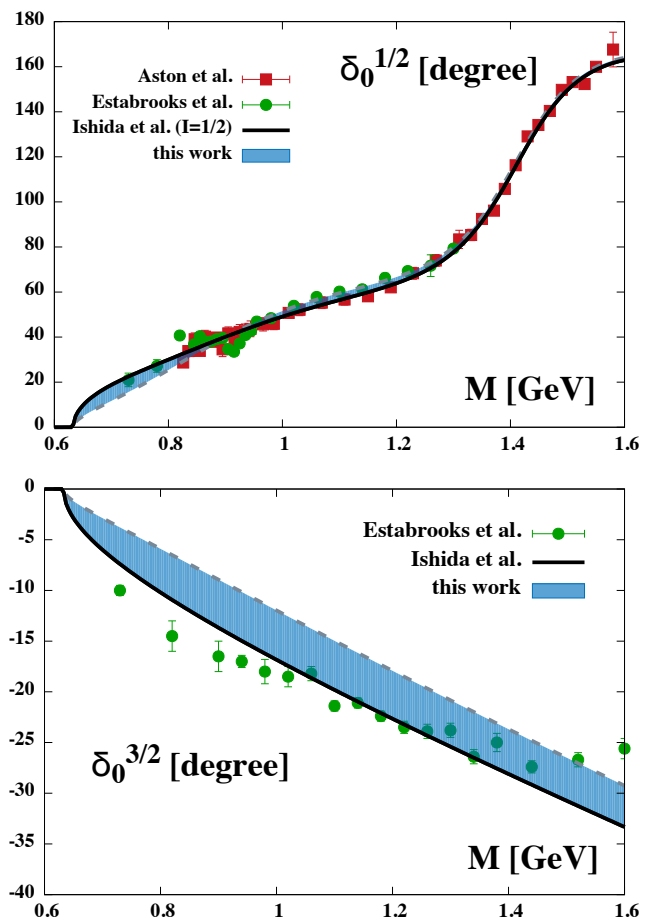 180
160
140
120
100
80
60
40
20
0
δ₀^1/2 [degree]
Aston et al.
Estabrooks et al.
Ishida et al. (I=1/2)
this work
M [GeV]
0.6 0.8 1 1.2 1.4 1.6
0
-5
-10
-15
-20
-25
-30
-35
-40
Estabrooks et al.
Ishida et al.
this work
δ₀^3/2 [degree]
M [GeV]
0.6 0.8 1 1.2 1.4 1.6